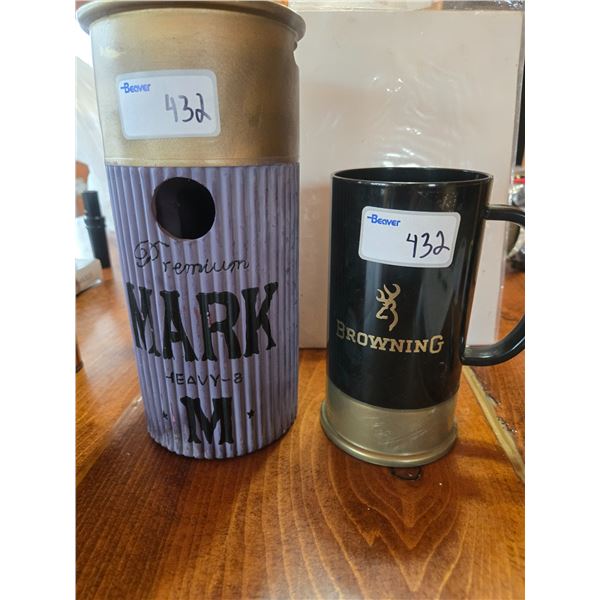 Beaver
432
Premium
MARK
HEAVY-8
M
Beaver
432
BROWNING